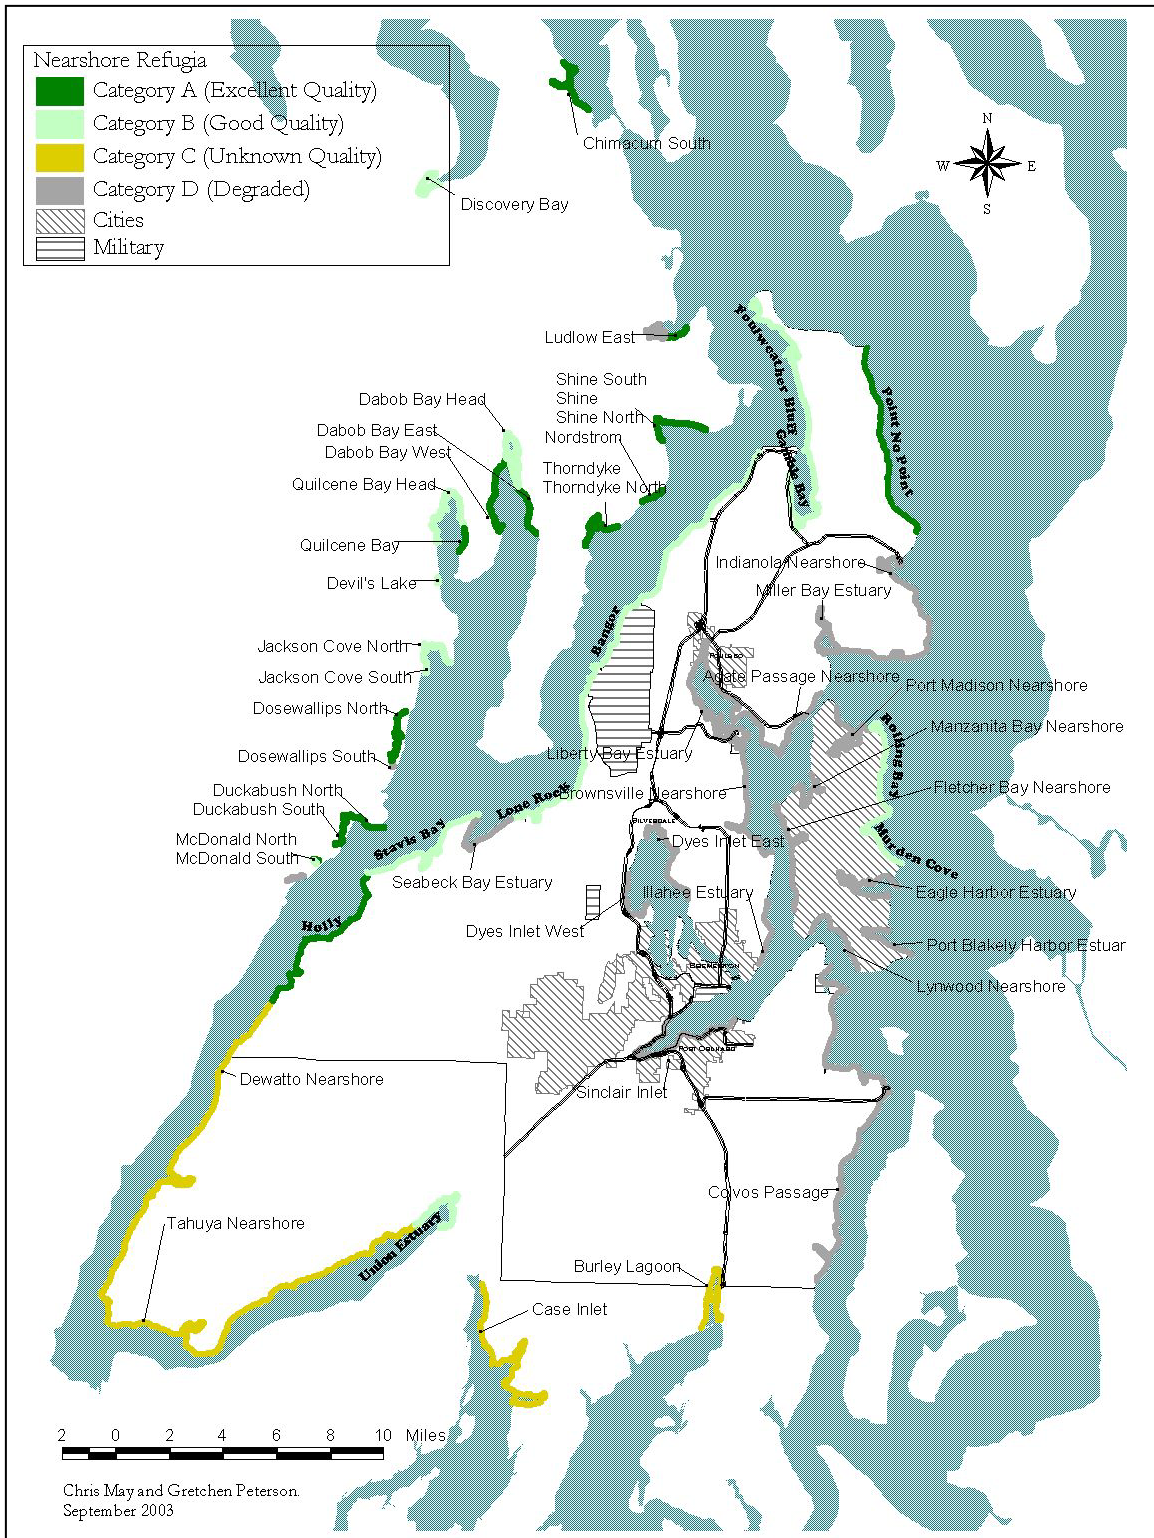 Nearshore Refugia
Category A (Excellent Quality)
Category B (Good Quality)
Category C (Unknown Quality)
Category D (Degraded)
Cities
Military
Chimacum South
N
W
E
S
Discovery Bay
Ludlow East
Foulweather Bluff
Shine South
Shine
Shine North
Nordstrom
Dabob Bay Head
Dabob Bay East
Dabob Bay West
Point No Point
Gamble Bay
Thorndyke
Thorndyke North
Quilcene Bay Head
Quilcene Bay
Indianola Nearshore
Devil's Lake
Miller Bay Estuary
Bangor
Jackson Cove North
Poulsbo
Jackson Cove South
Agate Passage Nearshore
Port Madison Nearshore
Dosewallips North
Rolling Bay
Manzanita Bay Nearshore
Dosewallips South
Liberty Bay Estuary
Duckabush North
Lone Rock
Brownsville Nearshore
Fletcher Bay Nearshore
Duckabush South
Silverdale
Stavis Bay
McDonald North
Dyes Inlet East
Murden Cove
McDonald South
Seabeck Bay Estuary
Illahee Estuary
Eagle Harbor Estuary
Holly
Dyes Inlet West
Port Blakely Harbor Estuar
Bremerton
Lynwood Nearshore
Port Orchard
Dewatto Nearshore
Sinclair Inlet
Colvos Passage
Tahuya Nearshore
Union Estuary
Burley Lagoon
Case Inlet
2 0 2 4 6 8 10 Miles
Chris May and Gretchen Peterson.
September 2003